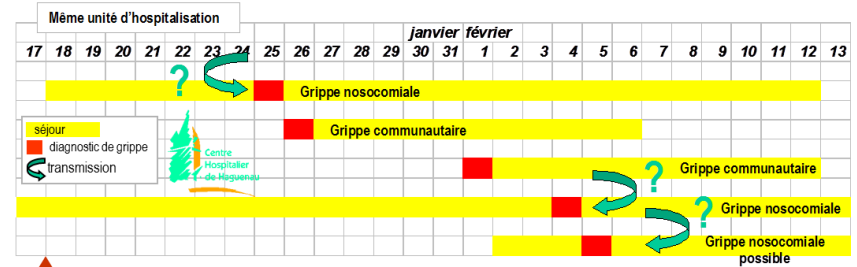 Même unité d'hospitalisation
janvier février
17 18 19 20 21 22 23 24 25 26 27 28 29 30 31 1 2 3 4 5 6 7 8 9 10 11 12 13
?
Grippe nosocomiale
séjour
diagnostic de grippe
transmission
Centre
Hospitalier
de Haguenau
Grippe communautaire
?
Grippe communautaire
?
Grippe nosocomiale
Grippe nosocomiale
possible